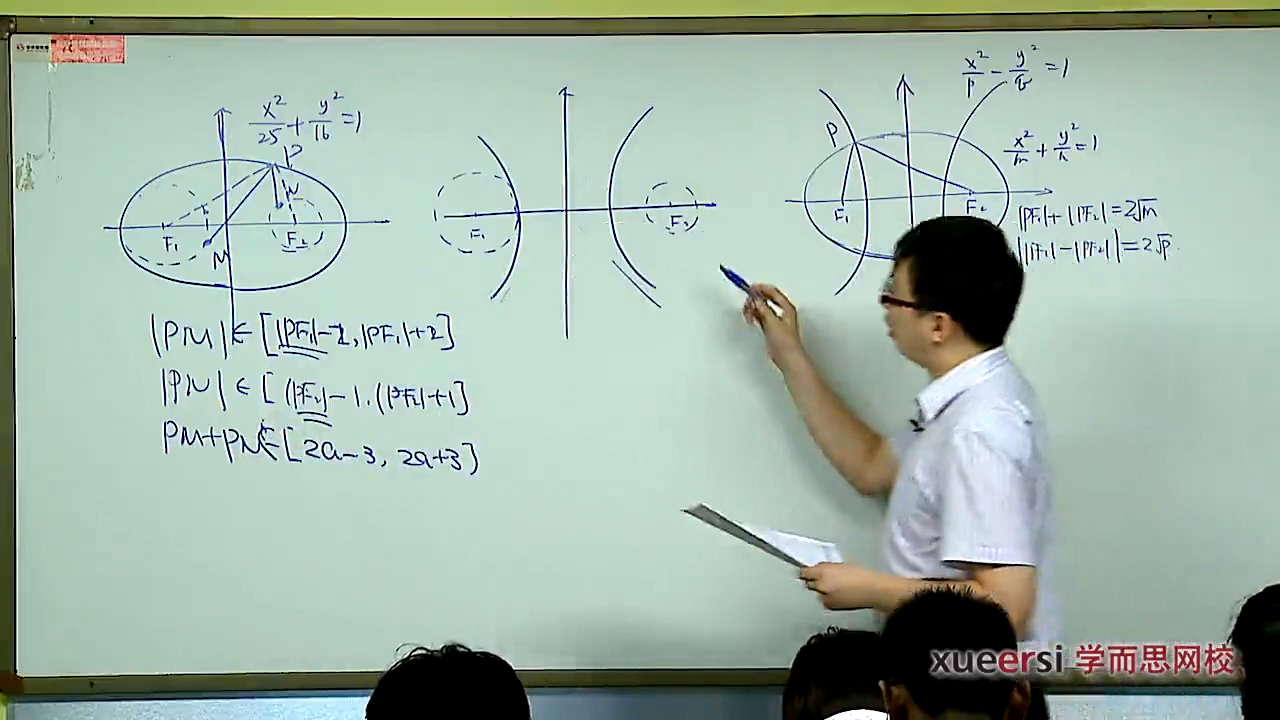 x²/25 + y²/16 = 1
P
N
F₁
F₂
M
|PM| ∈ [|PF₁|-2, |PF₁|+2]
|PN| ∈ [|PF₂|-1, |PF₂|+1]
PM+PN ∈ [2a-3, 2a+3]
F₁
F₂
x²/p - y²/q = 1
x²/m + y²/n = 1
P
F₁
F₂
|PF₁|+|PF₂|=2√m
||PF₁|-|PF₂||=2√p
xueersi 学而思网校